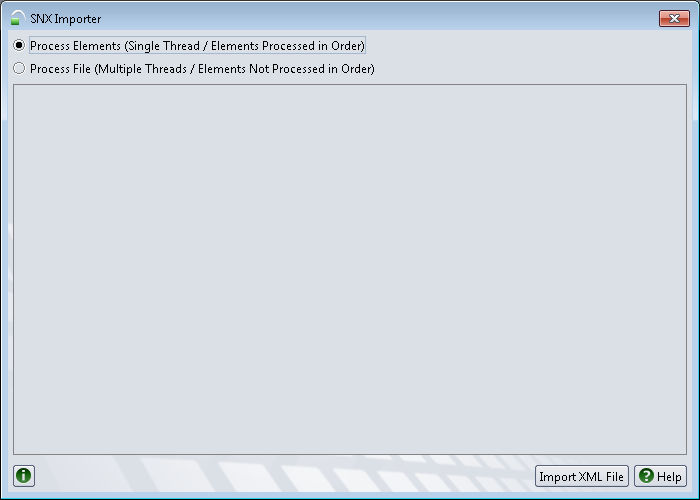 SNX Importer
Process Elements (Single Thread / Elements Processed in Order)
Process File (Multiple Threads / Elements Not Processed in Order)
Import XML File
Help